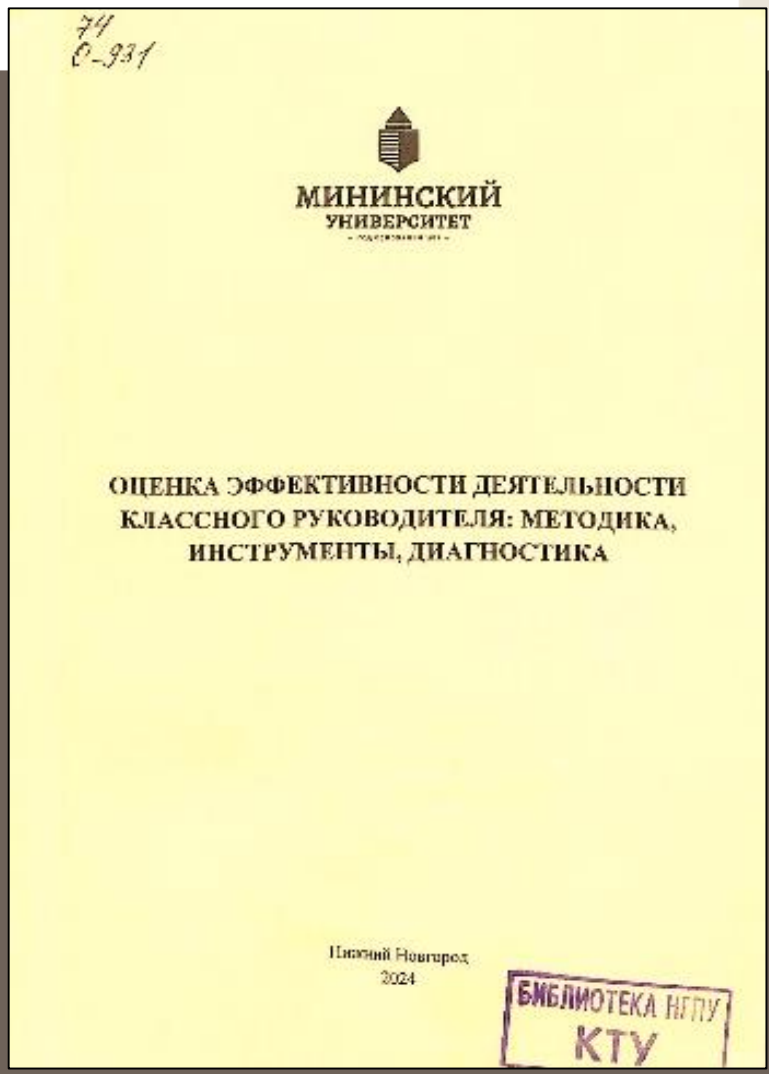 74
О-931
МИНИНСКИЙ
УНИВЕРСИТЕТ
ОЦЕНКА ЭФФЕКТИВНОСТИ ДЕЯТЕЛЬНОСТИ
КЛАССНОГО РУКОВОДИТЕЛЯ: МЕТОДИКА,
ИНСТРУМЕНТЫ, ДИАГНОСТИКА
Нижний Новгород
2024
БИБЛИОТЕКА НГПУ
КТУ